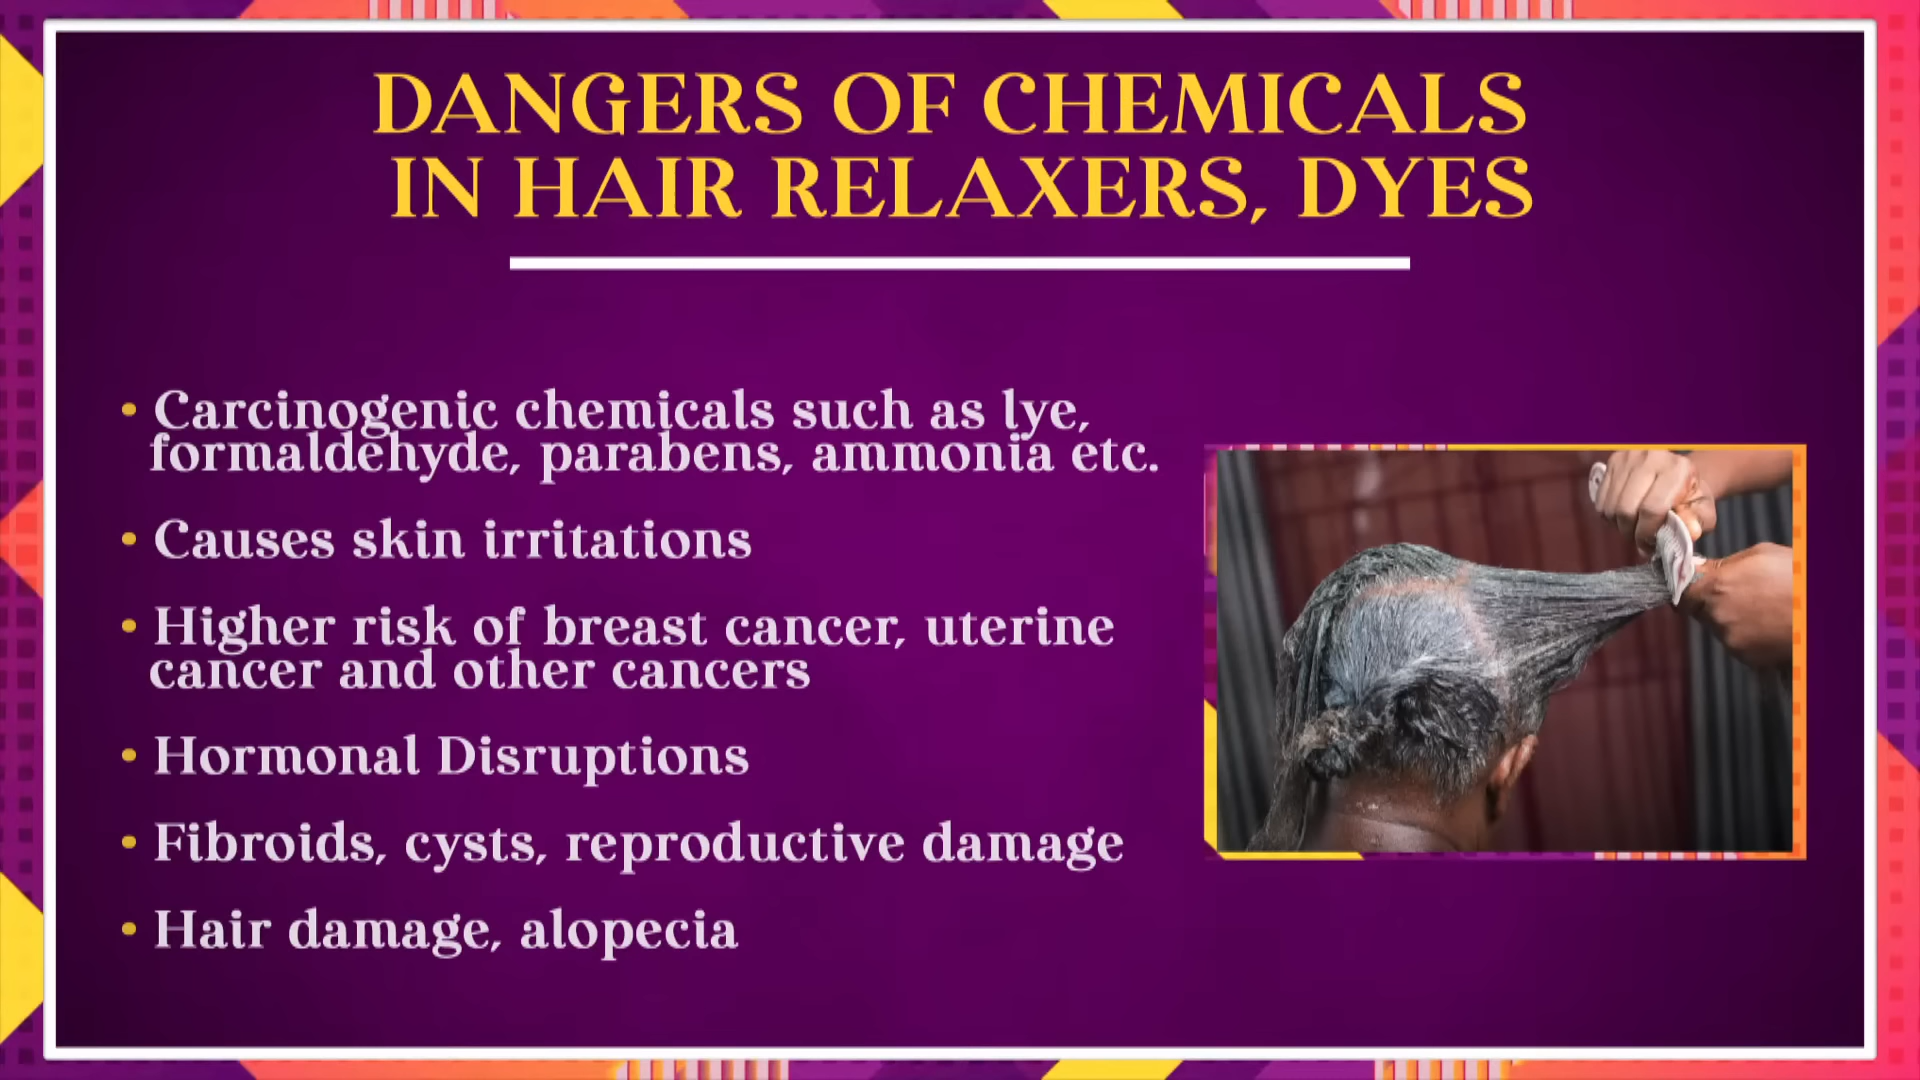 DANGERS OF CHEMICALS
IN HAIR RELAXERS, DYES
• Carcinogenic chemicals such as lye,
formaldehyde, parabens, ammonia etc.
• Causes skin irritations
• Higher risk of breast cancer, uterine
cancer and other cancers
• Hormonal Disruptions
• Fibroids, cysts, reproductive damage
• Hair damage, alopecia